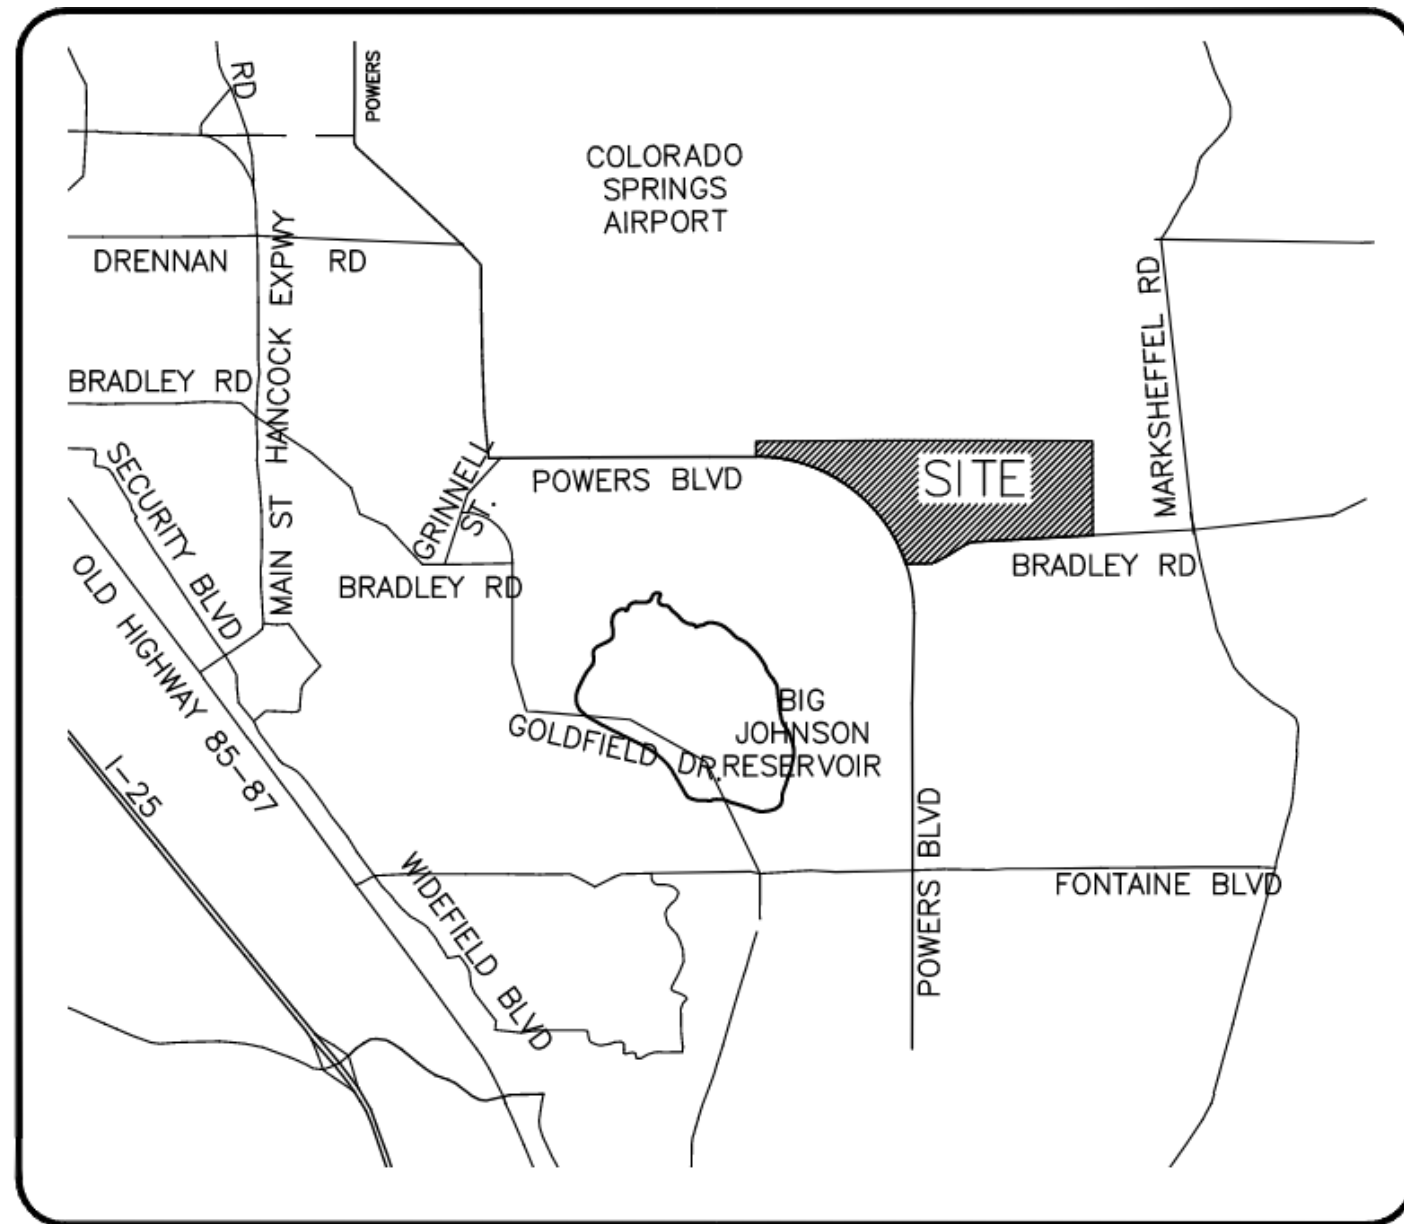 RD
POWERS
COLORADO
SPRINGS
AIRPORT
DRENNAN RD
MAIN ST HANCOCK EXPWY
MARKSHEFFEL RD
BRADLEY RD
SECURITY BLVD
GRINNELL
ST.
POWERS BLVD
SITE
OLD HIGHWAY 85-87
BRADLEY RD
BRADLEY RD
BIG
JOHNSON
RESERVOIR
GOLDFIELD DR.
I-25
POWERS BLVD
POWERS BLVD
WIDEFIELD BLVD
FONTAINE BLVD